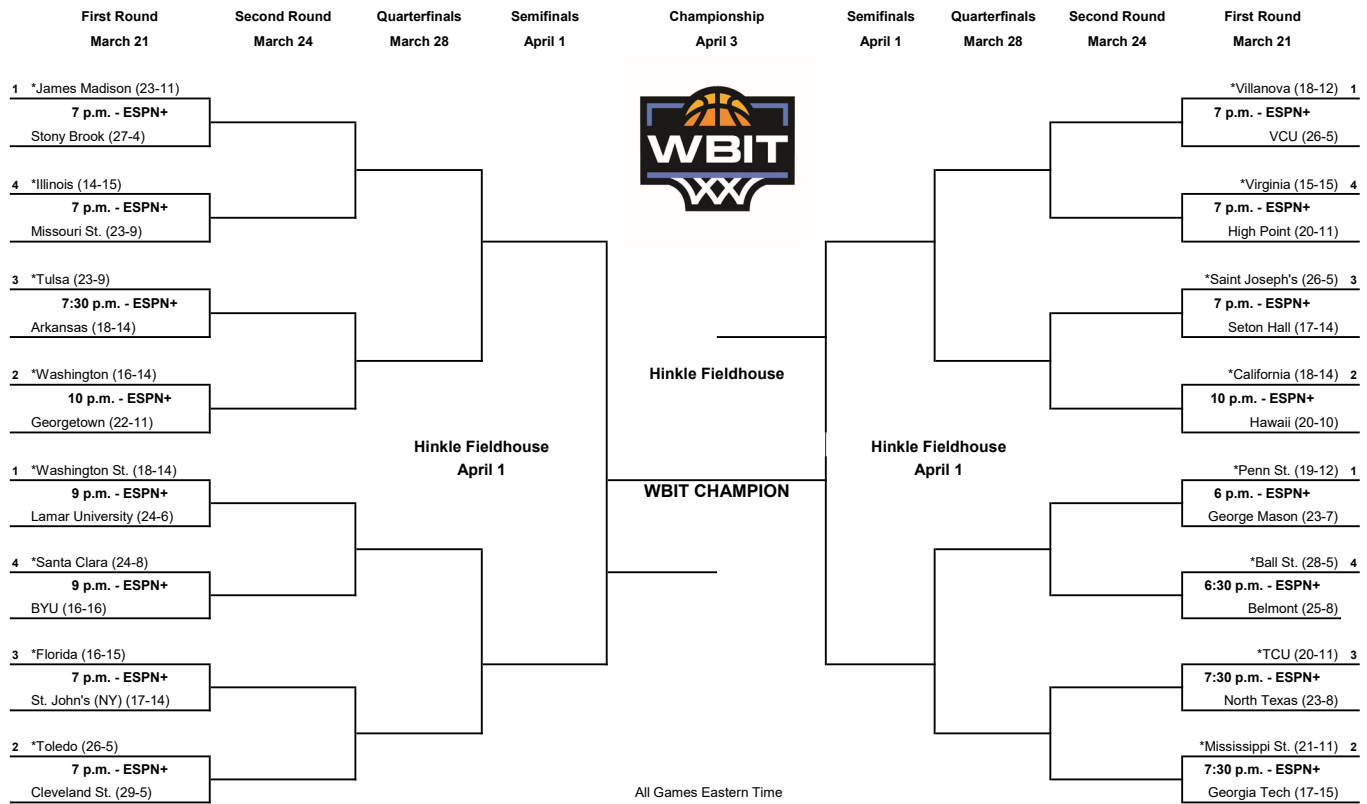 First Round Second Round Quarterfinals Semifinals Championship Semifinals Quarterfinals Second Round First Round
March 21 March 24 March 28 April 1 April 3 April 1 March 28 March 24 March 21
1 *James Madison (23-11)
7 p.m. - ESPN+
Stony Brook (27-4)
4 *Illinois (14-15)
7 p.m. - ESPN+
Missouri St. (23-9)
3 *Tulsa (23-9)
7:30 p.m. - ESPN+
Arkansas (18-14)
2 *Washington (16-14)
10 p.m. - ESPN+
Georgetown (22-11)
1 *Washington St. (18-14)
9 p.m. - ESPN+
Lamar University (24-6)
4 *Santa Clara (24-8)
9 p.m. - ESPN+
BYU (16-16)
3 *Florida (16-15)
7 p.m. - ESPN+
St. John's (NY) (17-14)
2 *Toledo (26-5)
7 p.m. - ESPN+
Cleveland St. (29-5)
Hinkle Fieldhouse
April 1
WBIT
Hinkle Fieldhouse
WBIT CHAMPION
All Games Eastern Time
Hinkle Fieldhouse
April 1
*Villanova (18-12) 1
7 p.m. - ESPN+
VCU (26-5)
*Virginia (15-15) 4
7 p.m. - ESPN+
High Point (20-11)
*Saint Joseph's (26-5) 3
7 p.m. - ESPN+
Seton Hall (17-14)
*California (18-14) 2
10 p.m. - ESPN+
Hawaii (20-10)
*Penn St. (19-12) 1
6 p.m. - ESPN+
George Mason (23-7)
*Ball St. (28-5) 4
6:30 p.m. - ESPN+
Belmont (25-8)
*TCU (20-11) 3
7:30 p.m. - ESPN+
North Texas (23-8)
*Mississippi St. (21-11) 2
7:30 p.m. - ESPN+
Georgia Tech (17-15)